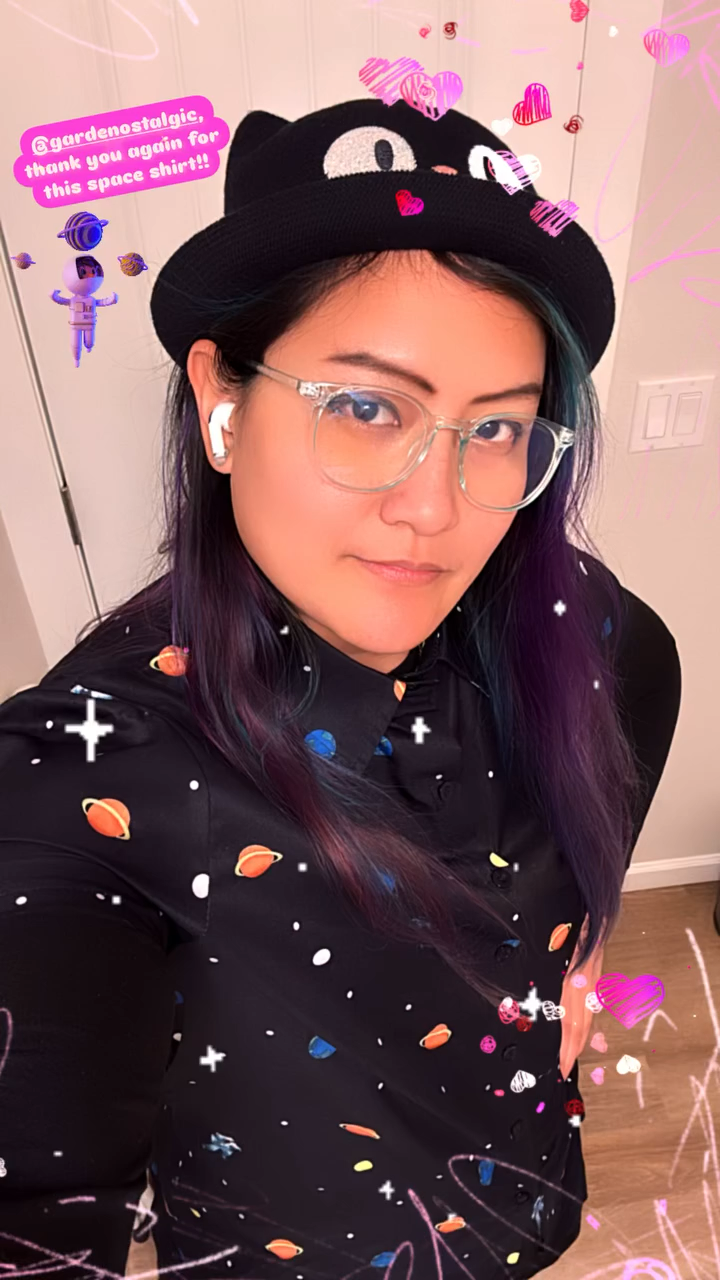 @gardenostalgic,
thank you again for
this space shirt!!